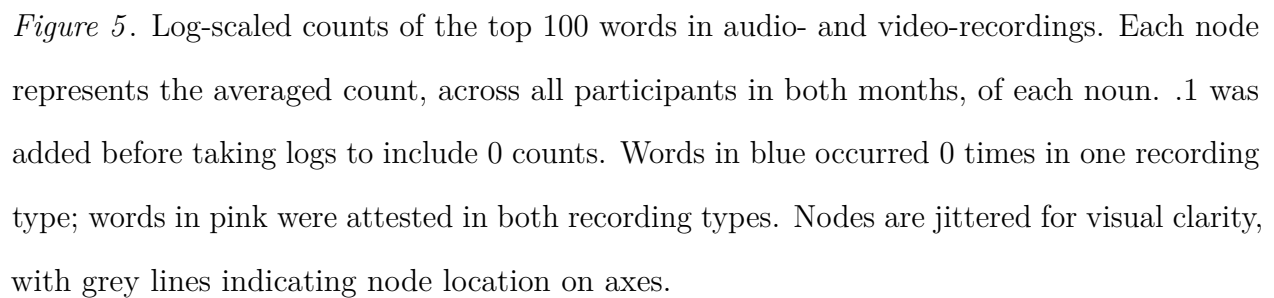 Figure 5. Log-scaled counts of the top 100 words in audio- and video-recordings. Each node
represents the averaged count, across all participants in both months, of each noun. .1 was
added before taking logs to include 0 counts. Words in blue occurred 0 times in one recording
type; words in pink were attested in both recording types. Nodes are jittered for visual clarity,
with grey lines indicating node location on axes.